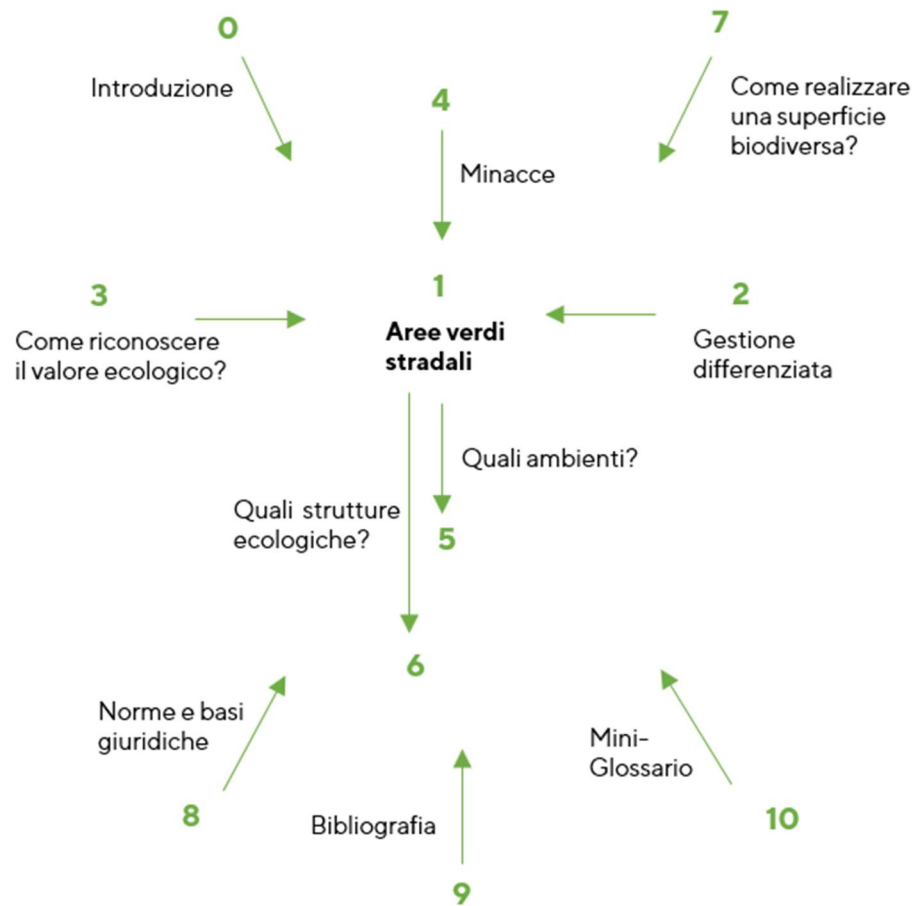 0
7
Introduzione
Come realizzare
una superficie
biodiversa?
4
Minacce
3
Come riconoscere
il valore ecologico?
1
Aree verdi
stradali
2
Gestione
differenziata
Quali ambienti?
Quali strutture
ecologiche?
5
6
Norme e basi
giuridiche
8
Bibliografia
9
Mini-
Glossario
10